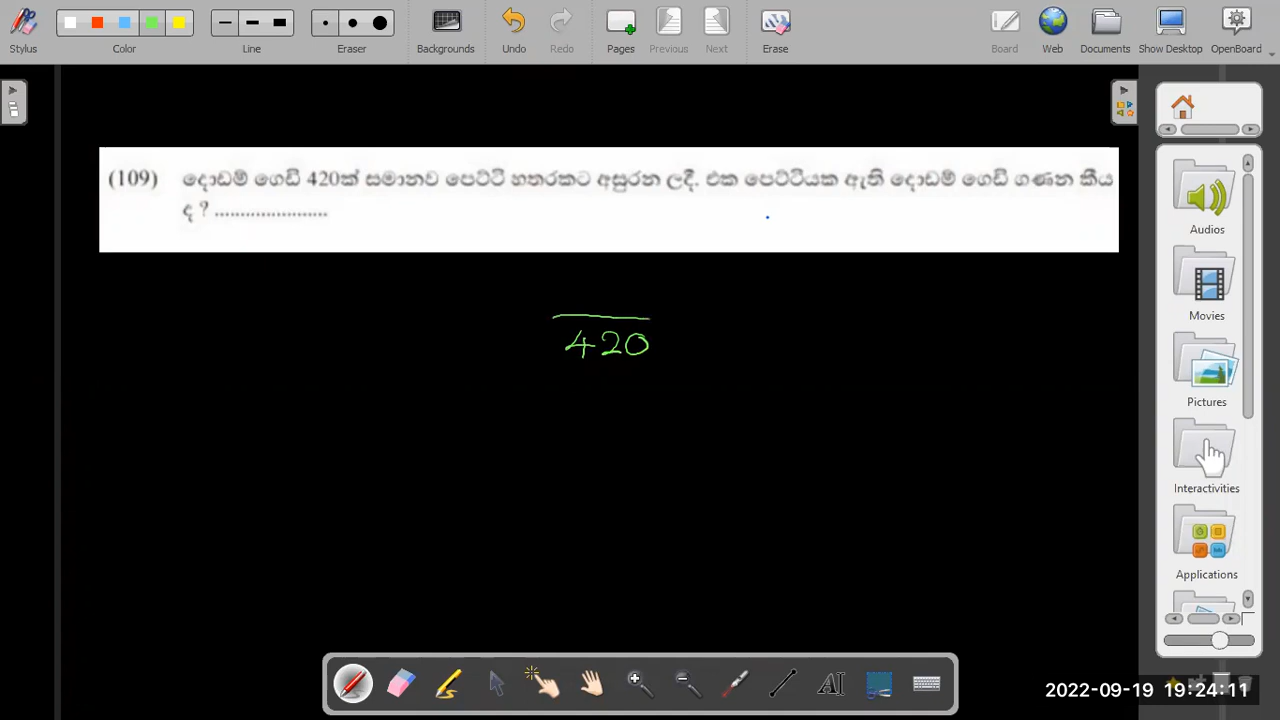 Stylus
Color
Line
Eraser
Backgrounds
Undo
Redo
Pages
Previous
Next
Erase
Board
Web
Documents
Show Desktop
OpenBoard
(109) දොඩම් ගෙඩි 420ක් සමානව පෙට්ටි හතරකට අසුරන ලදී. එක පෙට්ටියක ඇති දොඩම් ගෙඩි ගණන කීය
ද ? ......................
420
Audios
Movies
Pictures
Interactivities
Applications
AI
2022-09-19 19:24:11